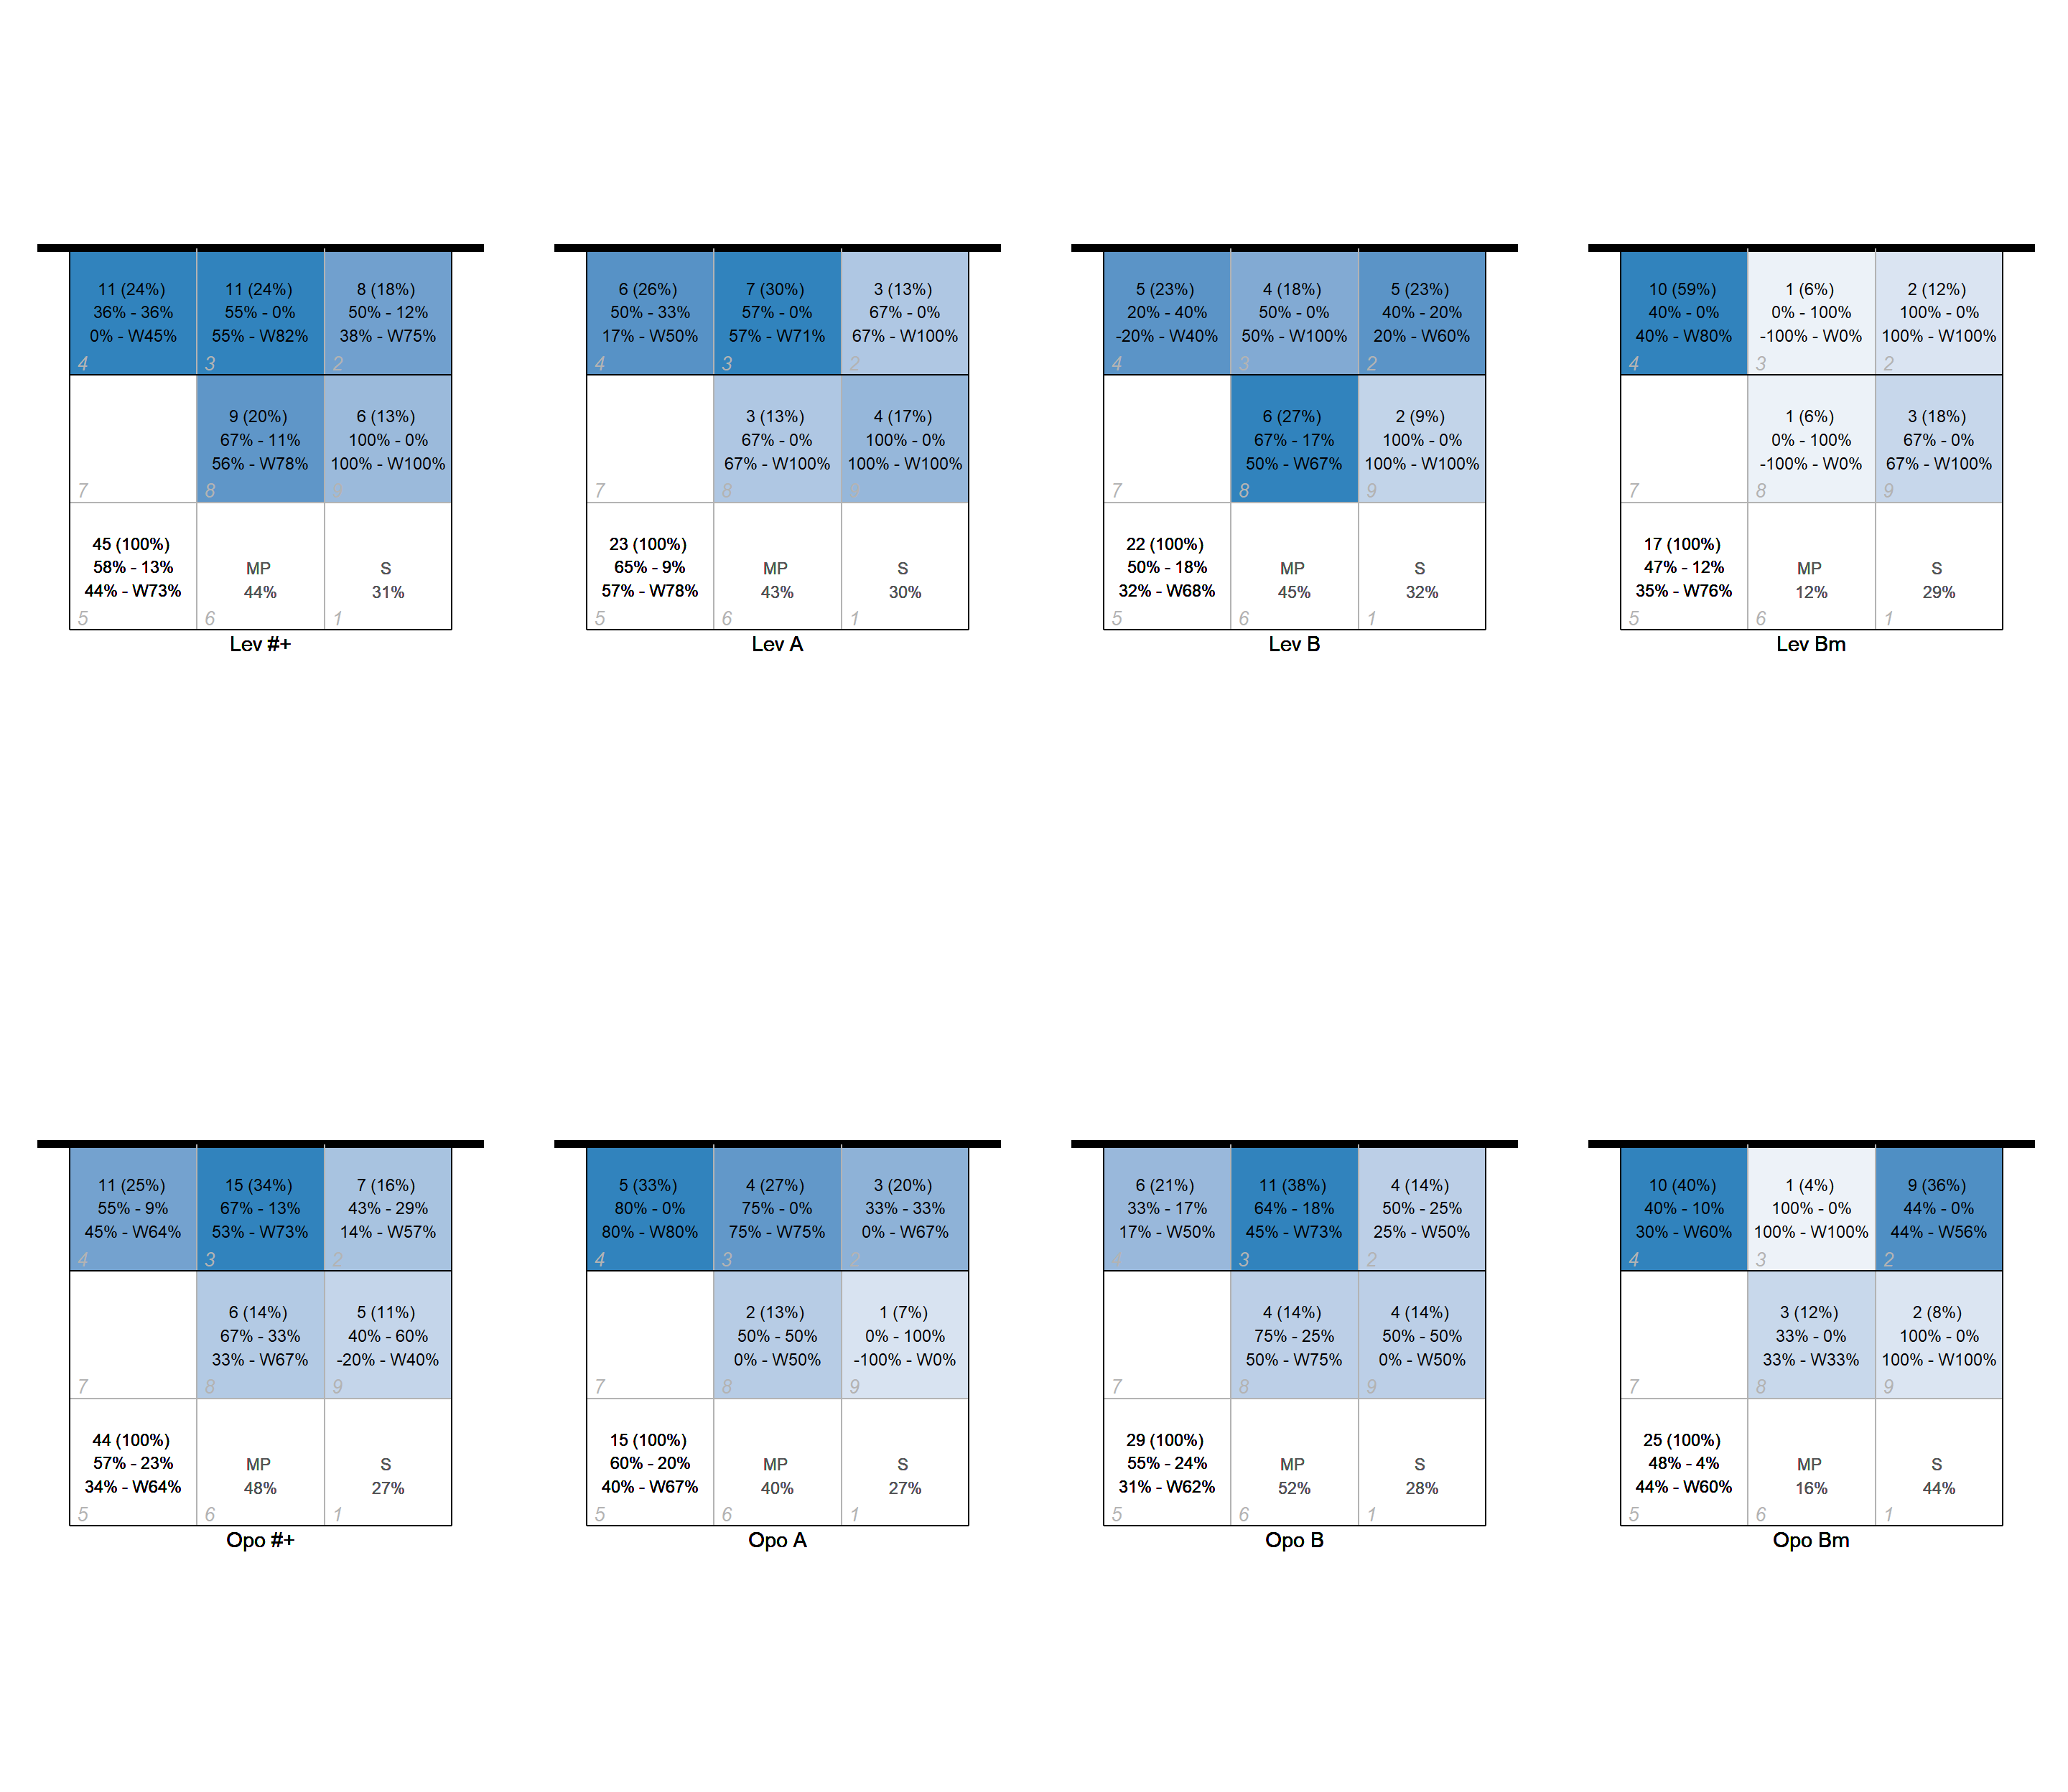 11 (24%)
36% - 36%
0% - W45%
4
11 (24%)
55% - 0%
55% - W82%
3
8 (18%)
50% - 12%
38% - W75%
2
7
9 (20%)
67% - 11%
56% - W78%
8
6 (13%)
100% - 0%
100% - W100%
45 (100%)
58% - 13%
44% - W73%
5
MP
44%
6
S
31%
1
Lev #+
6 (26%)
50% - 33%
17% - W50%
4
7 (30%)
57% - 0%
57% - W71%
3
3 (13%)
67% - 0%
67% - W100%
2
7
3 (13%)
67% - 0%
67% - W100%
8
4 (17%)
100% - 0%
100% - W100%
23 (100%)
65% - 9%
57% - W78%
5
MP
43%
6
S
30%
1
Lev A
5 (23%)
20% - 40%
-20% - W40%
4
4 (18%)
50% - 0%
50% - W100%
3
5 (23%)
40% - 20%
20% - W60%
2
7
6 (27%)
67% - 17%
50% - W67%
8
2 (9%)
100% - 0%
100% - W100%
9
22 (100%)
50% - 18%
32% - W68%
5
MP
45%
6
S
32%
1
Lev B
10 (59%)
40% - 0%
40% - W80%
4
1 (6%)
0% - 100%
-100% - W0%
3
2 (12%)
100% - 0%
100% - W100%
2
7
1 (6%)
0% - 100%
-100% - W0%
8
3 (18%)
67% - 0%
67% - W100%
9
17 (100%)
47% - 12%
35% - W76%
5
MP
12%
6
S
29%
1
Lev Bm
11 (25%)
55% - 9%
45% - W64%
4
15 (34%)
67% - 13%
53% - W73%
3
7 (16%)
43% - 29%
14% - W57%
2
7
6 (14%)
67% - 33%
33% - W67%
8
5 (11%)
40% - 60%
-20% - W40%
9
44 (100%)
57% - 23%
34% - W64%
5
MP
48%
6
S
27%
1
Opo #+
5 (33%)
80% - 0%
80% - W80%
4
4 (27%)
75% - 0%
75% - W75%
3
3 (20%)
33% - 33%
0% - W67%
2
7
2 (13%)
50% - 50%
0% - W50%
8
1 (7%)
0% - 100%
-100% - W0%
9
15 (100%)
60% - 20%
40% - W67%
5
MP
40%
6
S
27%
1
Opo A
6 (21%)
33% - 17%
17% - W50%
4
11 (38%)
64% - 18%
45% - W73%
3
4 (14%)
50% - 25%
25% - W50%
2
7
4 (14%)
75% - 25%
50% - W75%
8
4 (14%)
50% - 50%
0% - W50%
9
29 (100%)
55% - 24%
31% - W62%
5
MP
52%
6
S
28%
1
Opo B
10 (40%)
40% - 10%
30% - W60%
4
1 (4%)
100% - 0%
100% - W100%
3
9 (36%)
44% - 0%
44% - W56%
2
7
3 (12%)
33% - 0%
33% - W33%
8
2 (8%)
100% - 0%
100% - W100%
9
25 (100%)
48% - 4%
44% - W60%
5
MP
16%
6
S
44%
1
Opo Bm